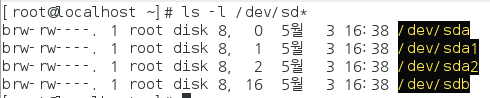 [root@localhost ~]# ls -l /dev/sd*
brw-rw----. 1 root disk 8,  0  5월  3 16:38 /dev/sda
brw-rw----. 1 root disk 8,  1  5월  3 16:38 /dev/sda1
brw-rw----. 1 root disk 8,  2  5월  3 16:38 /dev/sda2
brw-rw----. 1 root disk 8, 16  5월  3 16:38 /dev/sdb
[root@localhost ~]#